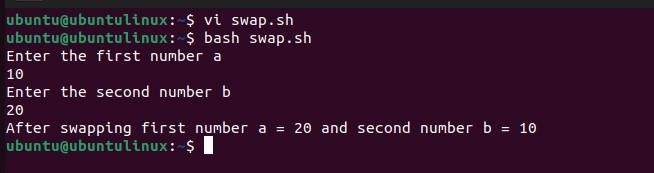 ubuntu@ubuntulinux:~$ vi swap.sh
ubuntu@ubuntulinux:~$ bash swap.sh
Enter the first number a
10
Enter the second number b
20
After swapping first number a = 20 and second number b = 10
ubuntu@ubuntulinux:~$